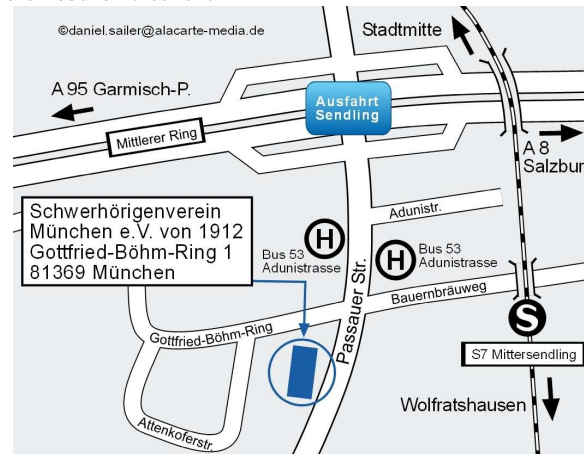 ©daniel.sailer@alacarte-media.de
Stadtmitte
A 95 Garmisch-P.
Ausfahrt
Sendling
Mittlerer Ring
A 8
Salzbur
Schwerhörigenverein
München e.V. von 1912
Gottfried-Böhm-Ring 1
81369 München
Adunistr.
H
Bus 53
Adunistrasse
H
Bus 53
Adunistrasse
Passauer Str.
Bauernbräuweg
Gottfried-Böhm-Ring
S
S7 Mittersendling
Attenkoferstr.
Wolfratshausen